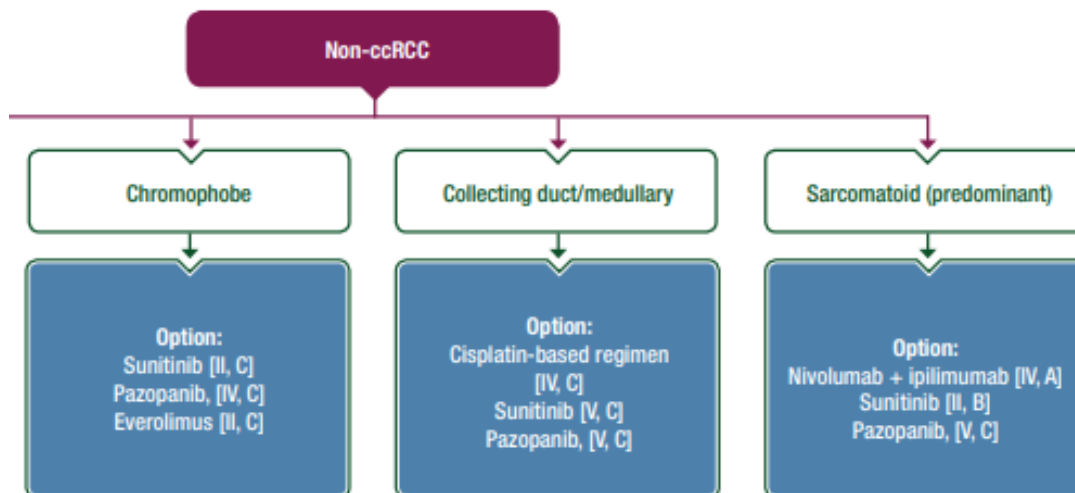 Non-ccRCC
Chromophobe
Option:
Sunitinib [II, C]
Pazopanib, [IV, C]
Everolimus [II, C]
Collecting duct/medullary
Option:
Cisplatin-based regimen
[IV, C]
Sunitinib [V, C]
Pazopanib, [V, C]
Sarcomatoid (predominant)
Option:
Nivolumab + ipilimumab [IV, A]
Sunitinib [II, B]
Pazopanib, [V, C]